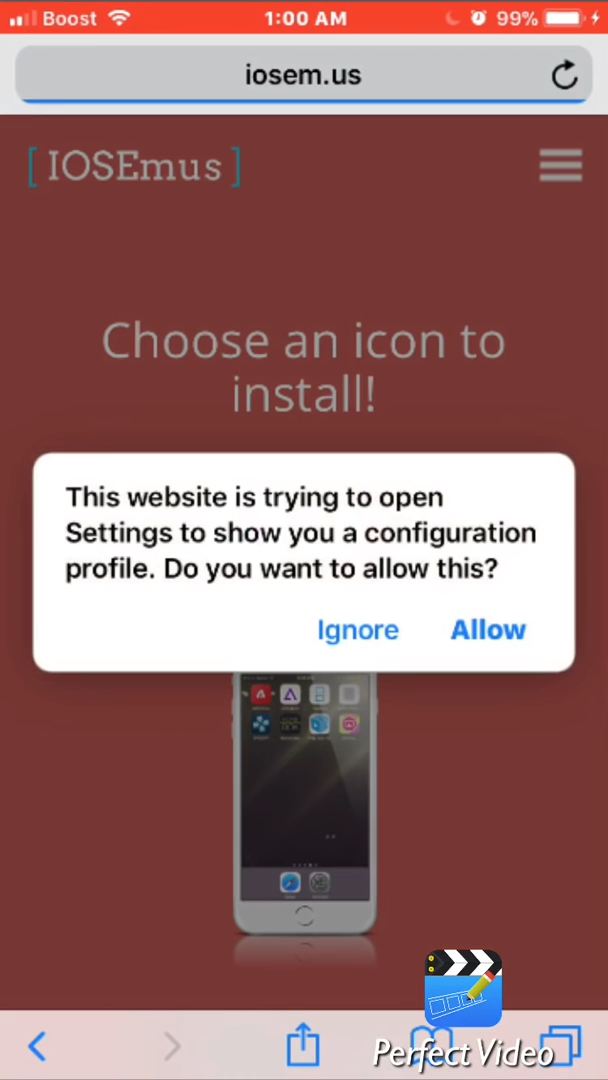 Boost 1:00 AM 99%
iosem.us
[ IOSEmus ]
Choose an icon to
install!
This website is trying to open
Settings to show you a configuration
profile. Do you want to allow this?
Ignore Allow
Perfect Video